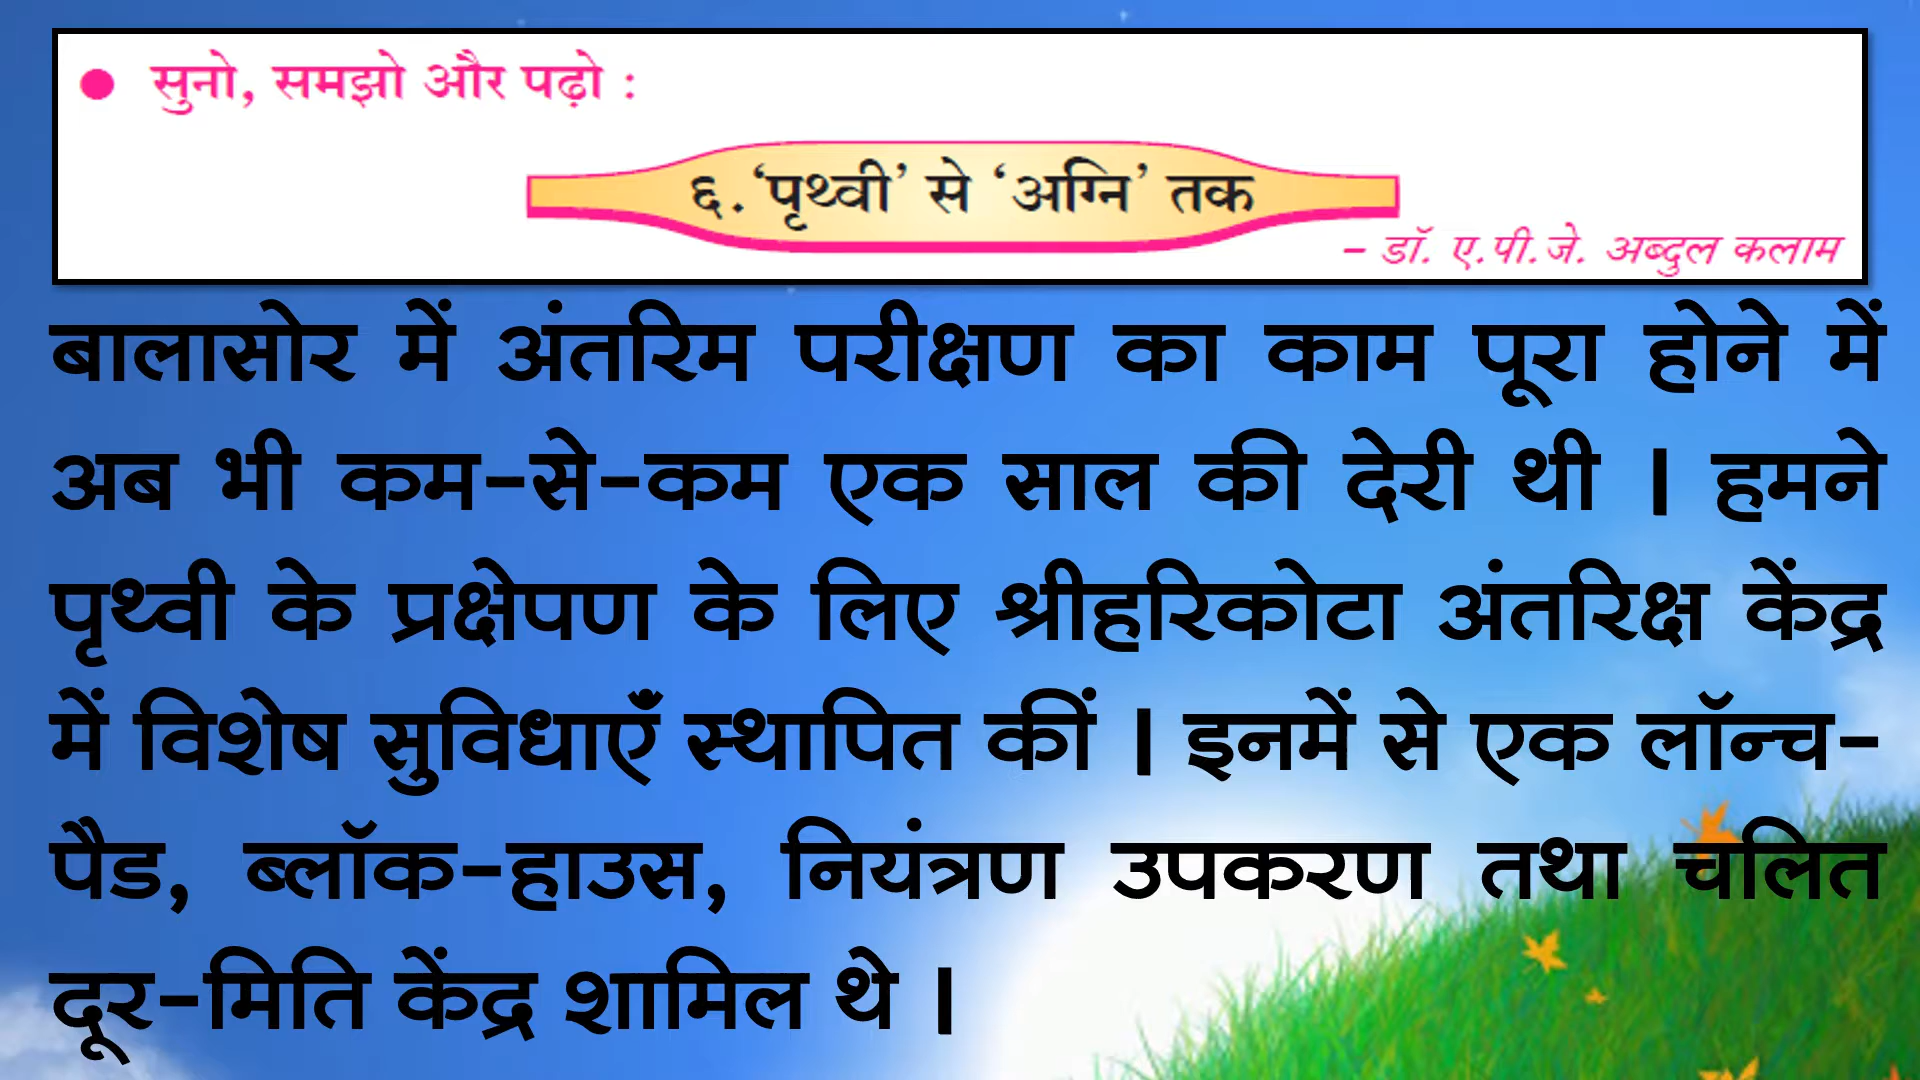 ● सुनो, समझो और पढ़ो :
६. ‘पृथ्वी’ से ‘अग्नि’ तक
– डॉ. ए.पी.जे. अब्दुल कलाम
बालासोर में अंतरिम परीक्षण का काम पूरा होने में
अब भी कम-से-कम एक साल की देरी थी । हमने
पृथ्वी के प्रक्षेपण के लिए श्रीहरिकोटा अंतरिक्ष केंद्र
में विशेष सुविधाएँ स्थापित कीं । इनमें से एक लॉन्च-
पैड, ब्लॉक-हाउस, नियंत्रण उपकरण तथा चलित
दूर-मिति केंद्र शामिल थे ।